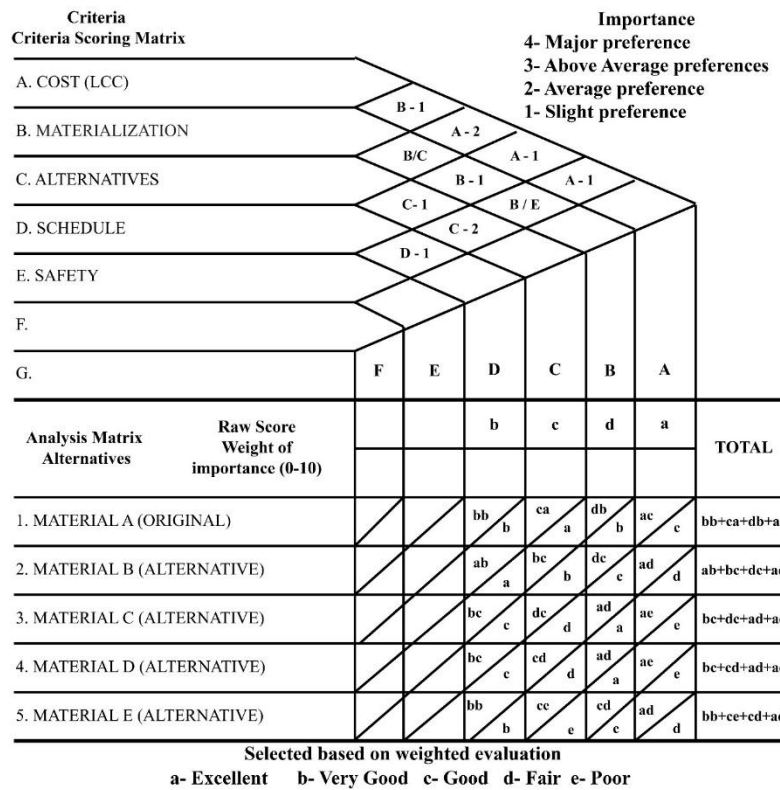 Criteria
Criteria Scoring Matrix
Importance
4- Major preference
3- Above Average preferences
2- Average preference
1- Slight preference
A. COST (LCC)
B - 1
B. MATERIALIZATION
A - 2
B/C
A - 1
C. ALTERNATIVES
B - 1
A - 1
C- 1
B / E
D. SCHEDULE
C - 2
D - 1
E. SAFETY
F.
G.
F E D C B A
Analysis Matrix
Alternatives
Raw Score
Weight of
importance (0-10)
b c d a
TOTAL
1. MATERIAL A (ORIGINAL) bb b ca a db b ac c bb+ca+db+a
2. MATERIAL B (ALTERNATIVE) ab a bc b dc c ad d ab+bc+dc+a
3. MATERIAL C (ALTERNATIVE) bc c dc d ad a ae e bc+dc+ad+a
4. MATERIAL D (ALTERNATIVE) bc c cd d ad a ae e bc+cd+ad+a
5. MATERIAL E (ALTERNATIVE) bb b ce e cd c ad d bb+ce+cd+a
Selected based on weighted evaluation
a- Excellent b- Very Good c- Good d- Fair e- Poor